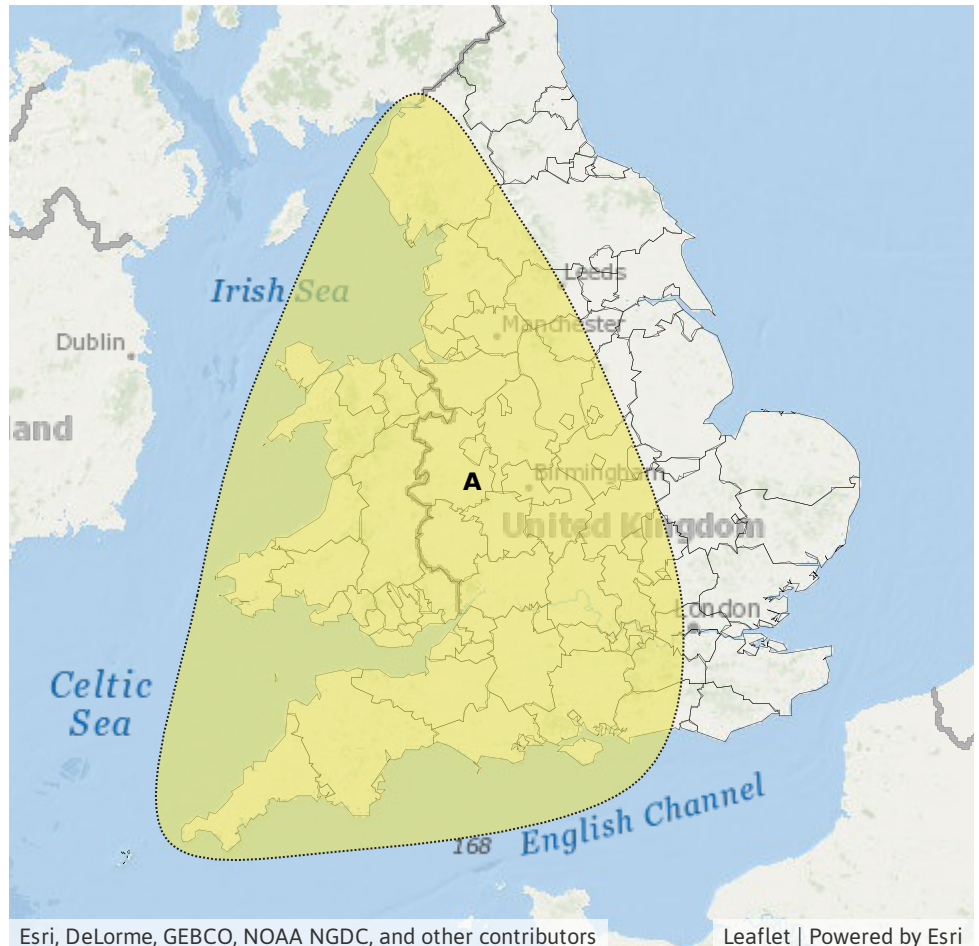 Irish Sea
Leeds
Manchester
Dublin
land
A
Birmingham
United Kingdom
London
Celtic
Sea
English Channel
168
Esri, DeLorme, GEBCO, NOAA NGDC, and other contributors
Leaflet | Powered by Esri